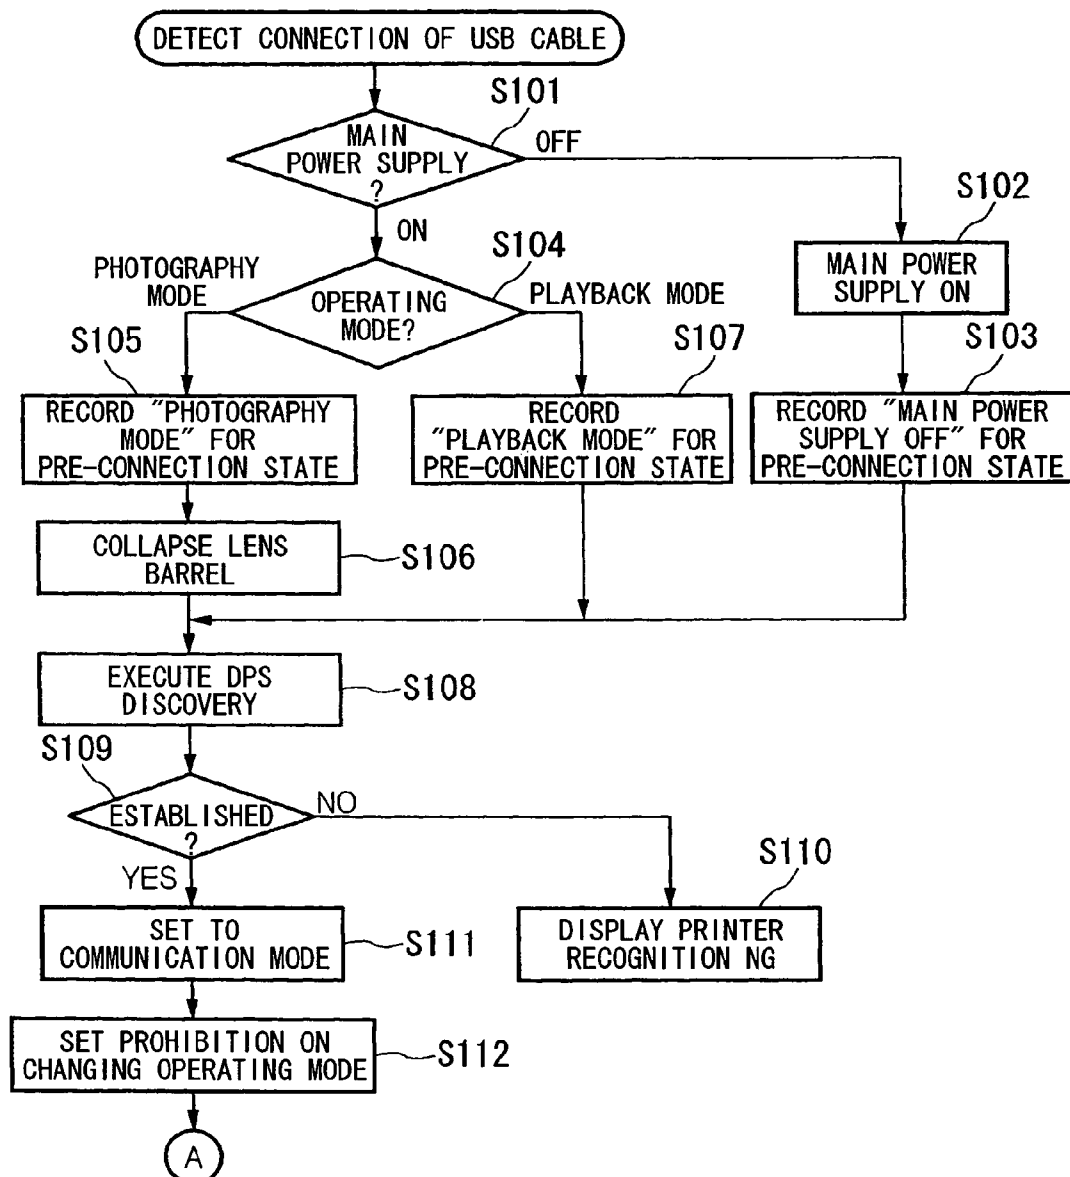 DETECT CONNECTION OF USB CABLE
S101
MAIN
POWER SUPPLY
?
OFF
ON
S102
MAIN POWER
SUPPLY ON
S104
PHOTOGRAPHY
MODE
OPERATING
MODE?
PLAYBACK MODE
S105
RECORD "PHOTOGRAPHY
MODE" FOR
PRE-CONNECTION STATE
S107
RECORD
"PLAYBACK MODE" FOR
PRE-CONNECTION STATE
S103
RECORD "MAIN POWER
SUPPLY OFF" FOR
PRE-CONNECTION STATE
COLLAPSE LENS
BARREL
S106
EXECUTE DPS
DISCOVERY
S108
S109
ESTABLISHED
?
NO
YES
S110
DISPLAY PRINTER
RECOGNITION NG
SET TO
COMMUNICATION MODE
S111
SET PROHIBITION ON
CHANGING OPERATING MODE
S112
A